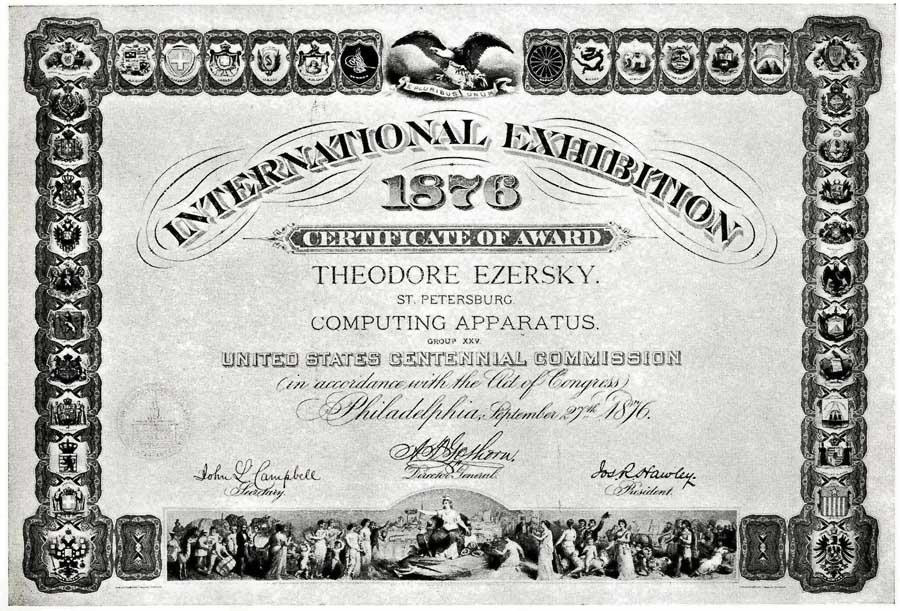 E PLURIBUS UNUM
INTERNATIONAL EXHIBITION
1876
CERTIFICATE OF AWARD
THEODORE EZERSKY.
ST. PETERSBURG.
COMPUTING APPARATUS.
GROUP XXV.
UNITED STATES CENTENNIAL COMMISSION
(in accordance with the Act of Congress)
Philadelphia, September 27th 1876.
A. T. Goshorn.
Director General.
John L. Campbell
Secretary.
Jos. R. Hawley.
President.